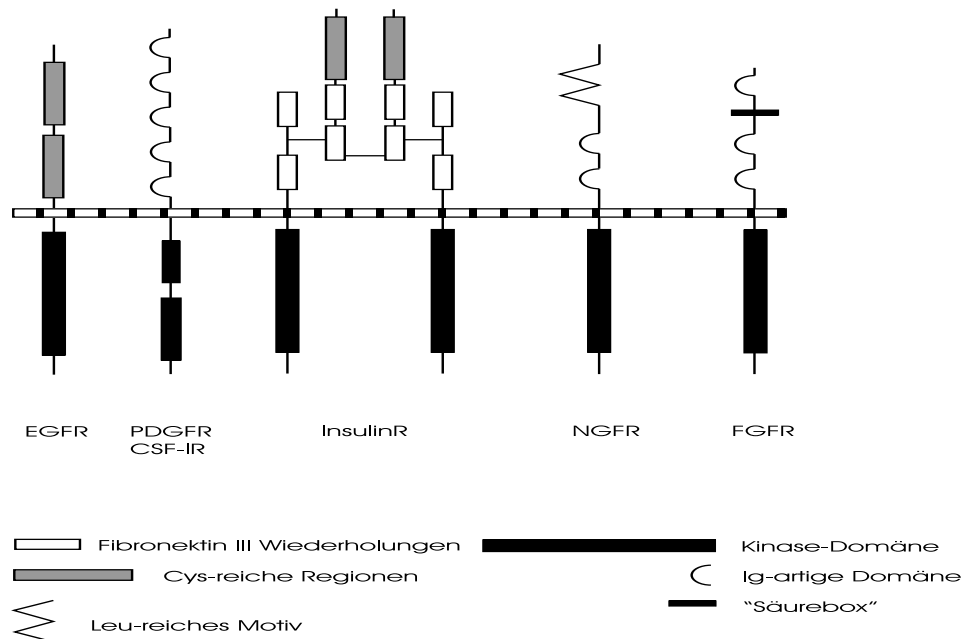 EGFR
PDGFR
CSF-IR
InsulinR
NGFR
FGFR
Fibronektin III Wiederholungen
Kinase-Domäne
Cys-reiche Regionen
Ig-artige Domäne
Leu-reiches Motiv
"Säurebox"